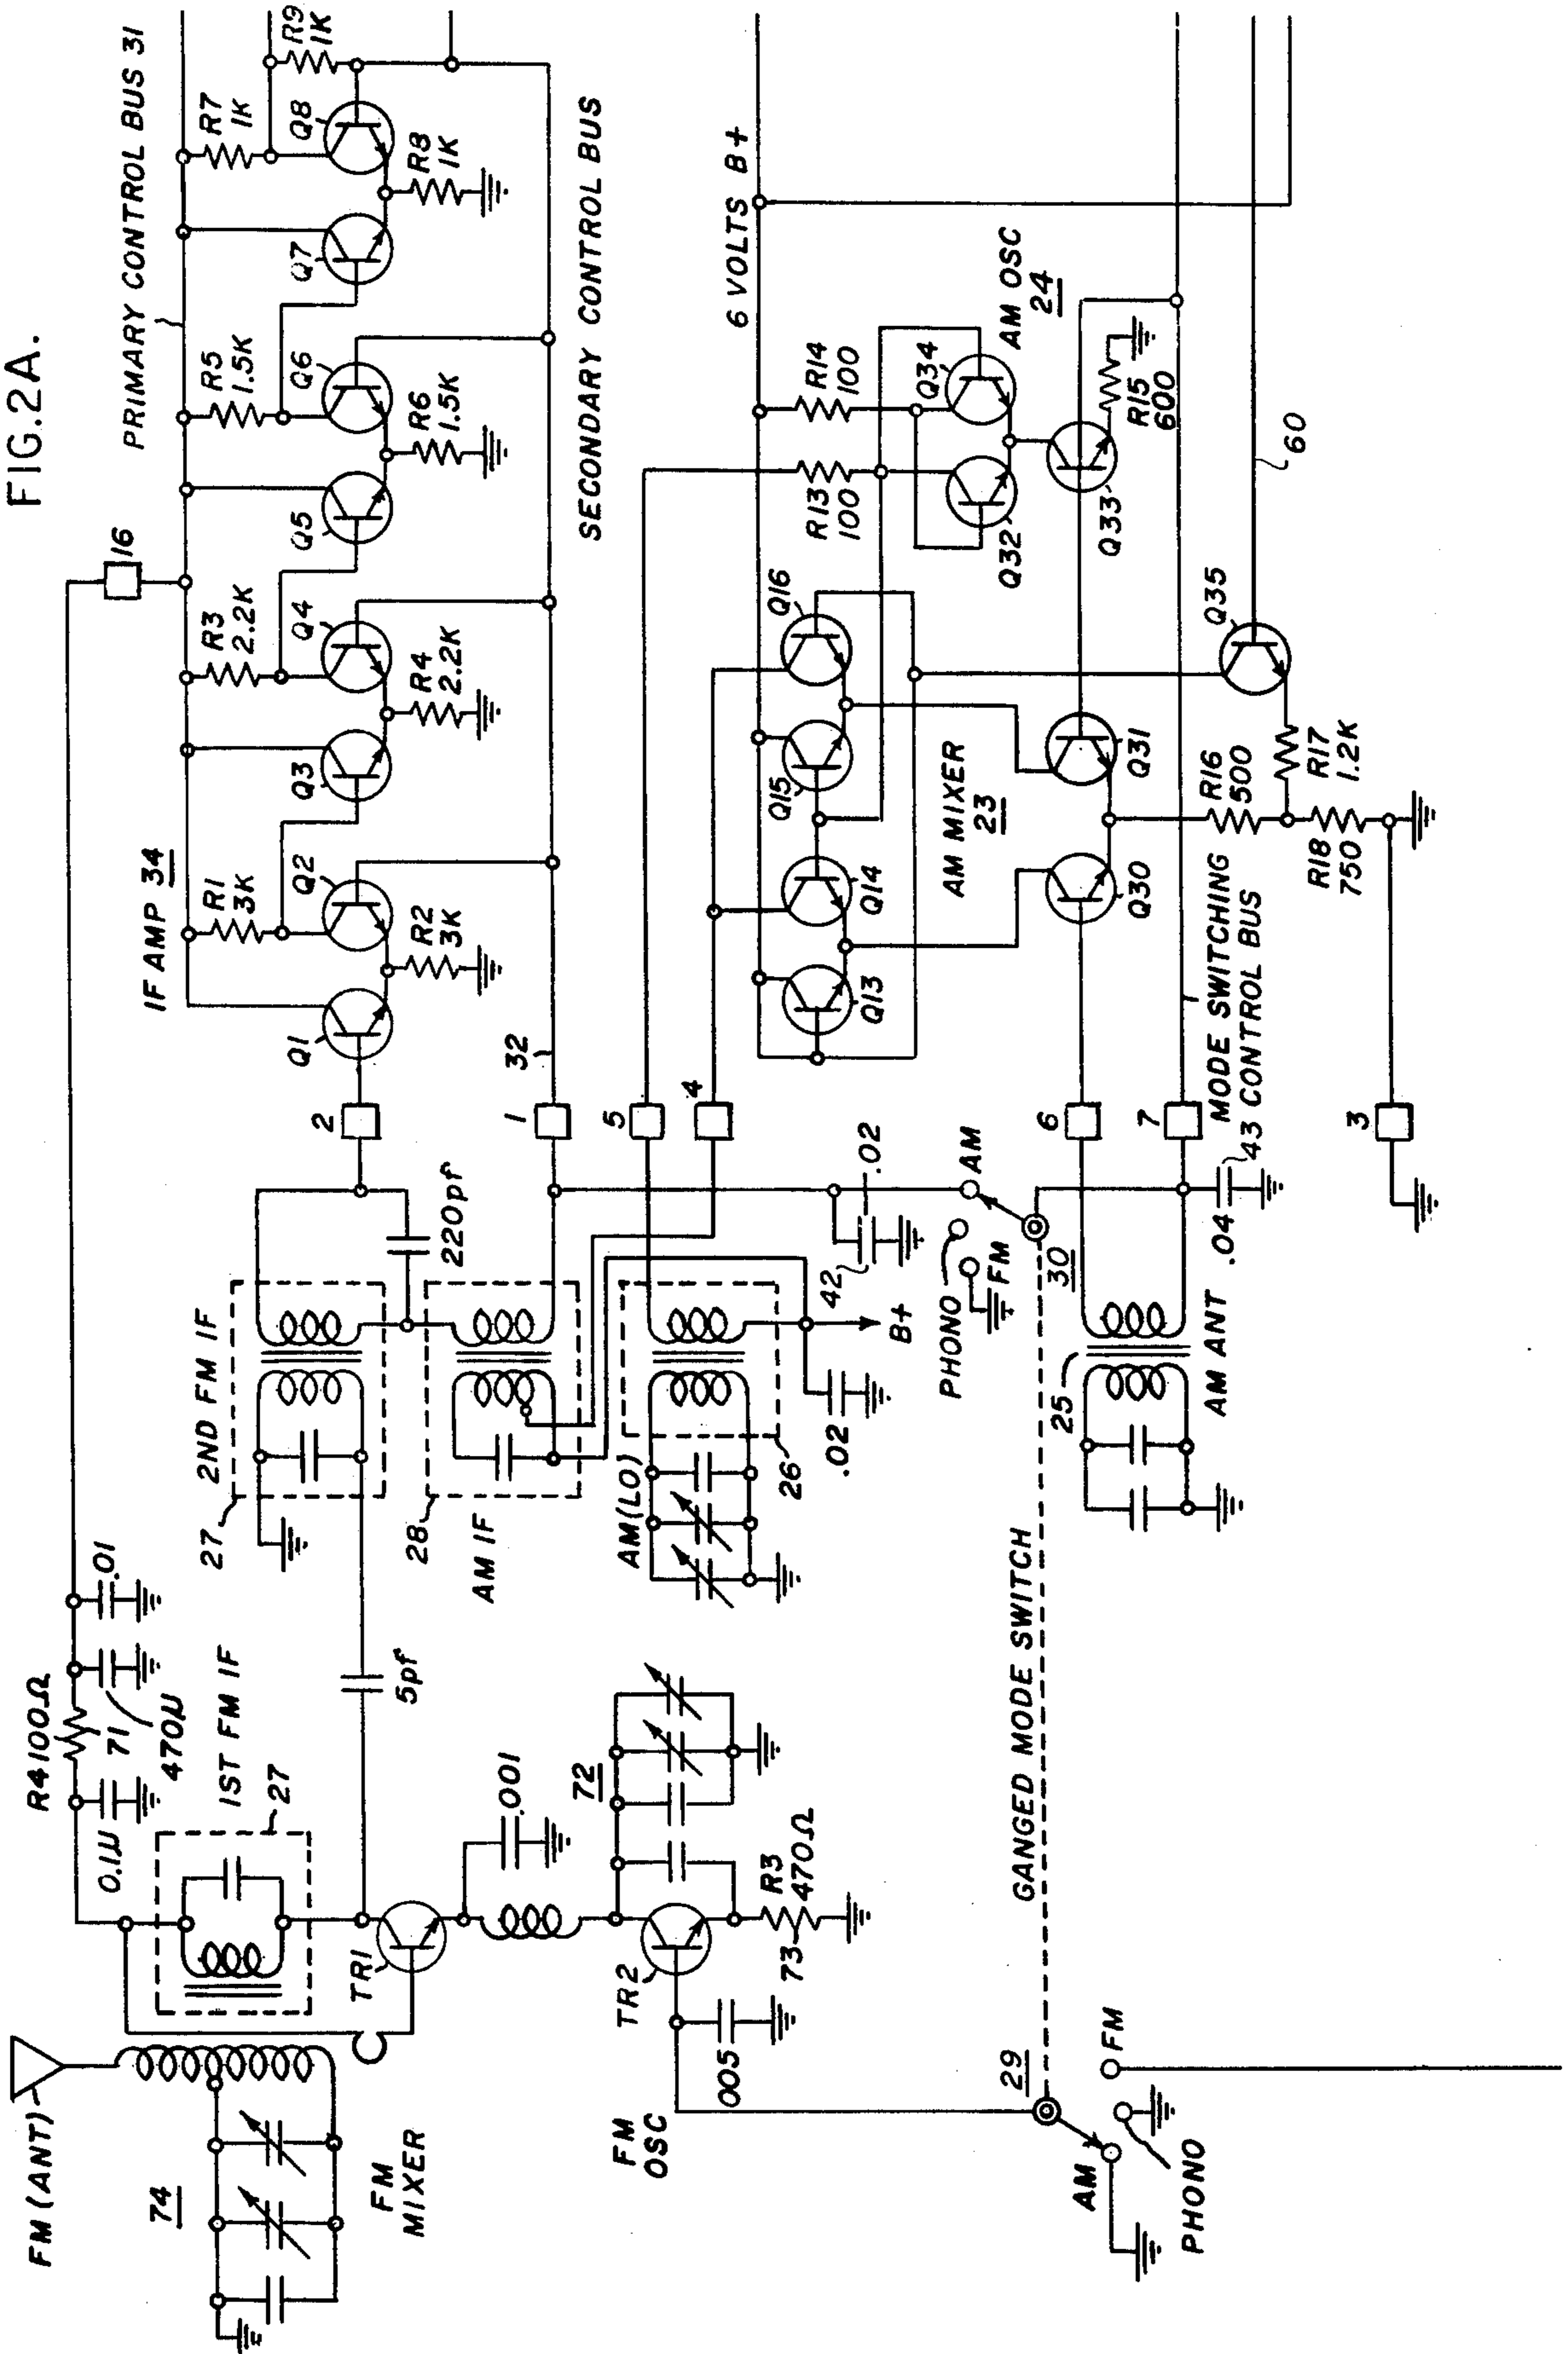 FIG.2A.
PRIMARY CONTROL BUS 31
16
IF AMP 34
R1
3K
R3
2.2K
R5
1.5K
R7
1K
R9
1K
Q1
Q2
Q3
Q4
Q5
Q6
Q7
Q8
R2
3K
R4
2.2K
R6
1.5K
R8
1K
2
1
32
SECONDARY CONTROL BUS
5
4
6 VOLTS B+
R13
100
R14
100
Q13
Q14
Q15
Q16
Q32
Q34
AM OSC
24
AM MIXER
23
Q30
Q31
Q33
R15
600
6
7
MODE SWITCHING
43 CONTROL BUS
R16
500
R17
1.2K
R18
750
Q35
60
3
FM (ANT)
74
FM
MIXER
R4 100Ω
0.1µ
71
470µ
.01
1ST FM IF
27
TR1
5pf
.001
72
TR2
R3
470Ω
73
005
FM
OSC
27
2ND FM IF
220pf
28
AM IF
AM(LO)
26
.02
B+
42
.02
PHONO
FM
AM
30
25
AM ANT
.04
GANGED MODE SWITCH
29
FM
AM
PHONO